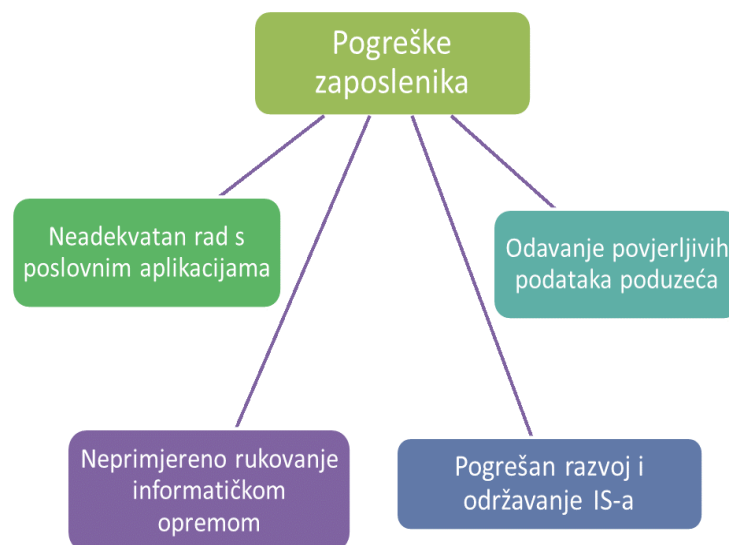 Pogreške
zaposlenika
Neadekvatan rad s
poslovnim aplikacijama
Odavanje povjerljivih
podataka poduzeća
Neprimjereno rukovanje
informatičkom
opremom
Pogrešan razvoj i
održavanje IS-a